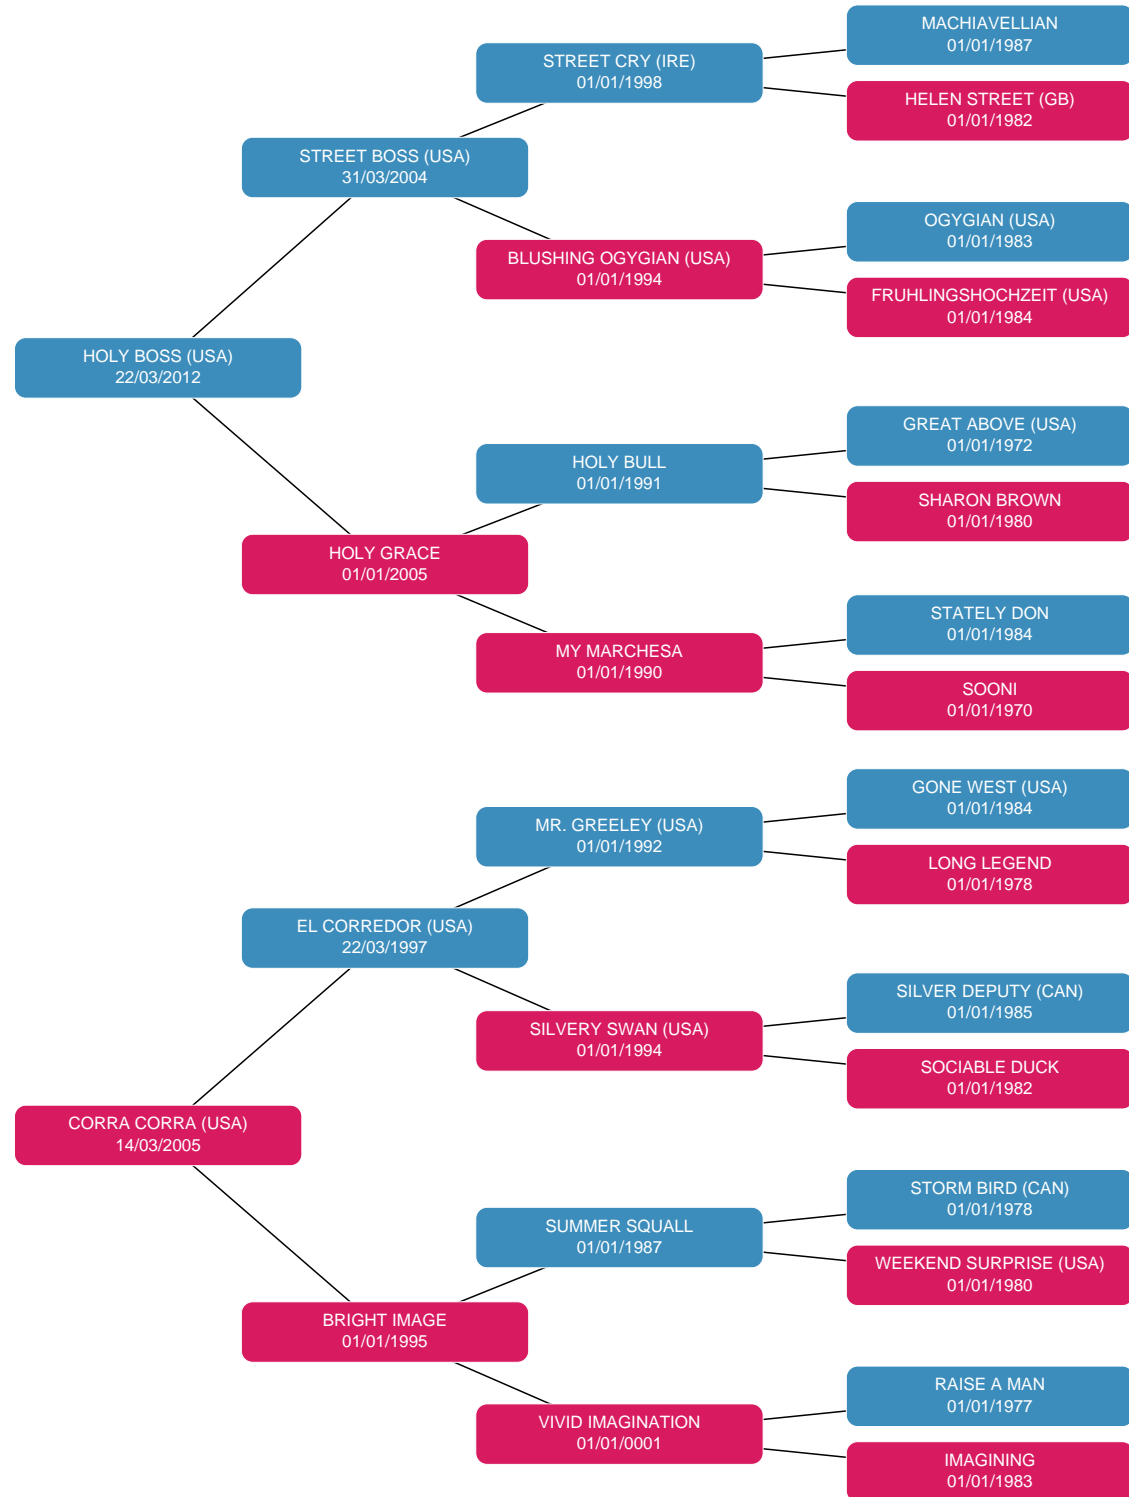 MACHIAVELLIAN
01/01/1987
STREET CRY (IRE)
01/01/1998
HELEN STREET (GB)
01/01/1982
STREET BOSS (USA)
31/03/2004
OGYGIAN (USA)
01/01/1983
BLUSHING OGYGIAN (USA)
01/01/1994
FRUHLINGSHOCHZEIT (USA)
01/01/1984
HOLY BOSS (USA)
22/03/2012
GREAT ABOVE (USA)
01/01/1972
HOLY BULL
01/01/1991
SHARON BROWN
01/01/1980
HOLY GRACE
01/01/2005
STATELY DON
01/01/1984
MY MARCHESA
01/01/1990
SOONI
01/01/1970
GONE WEST (USA)
01/01/1984
MR. GREELEY (USA)
01/01/1992
LONG LEGEND
01/01/1978
EL CORREDOR (USA)
22/03/1997
SILVER DEPUTY (CAN)
01/01/1985
SILVERY SWAN (USA)
01/01/1994
SOCIABLE DUCK
01/01/1982
CORRA CORRA (USA)
14/03/2005
STORM BIRD (CAN)
01/01/1978
SUMMER SQUALL
01/01/1987
WEEKEND SURPRISE (USA)
01/01/1980
BRIGHT IMAGE
01/01/1995
RAISE A MAN
01/01/1977
VIVID IMAGINATION
01/01/0001
IMAGINING
01/01/1983